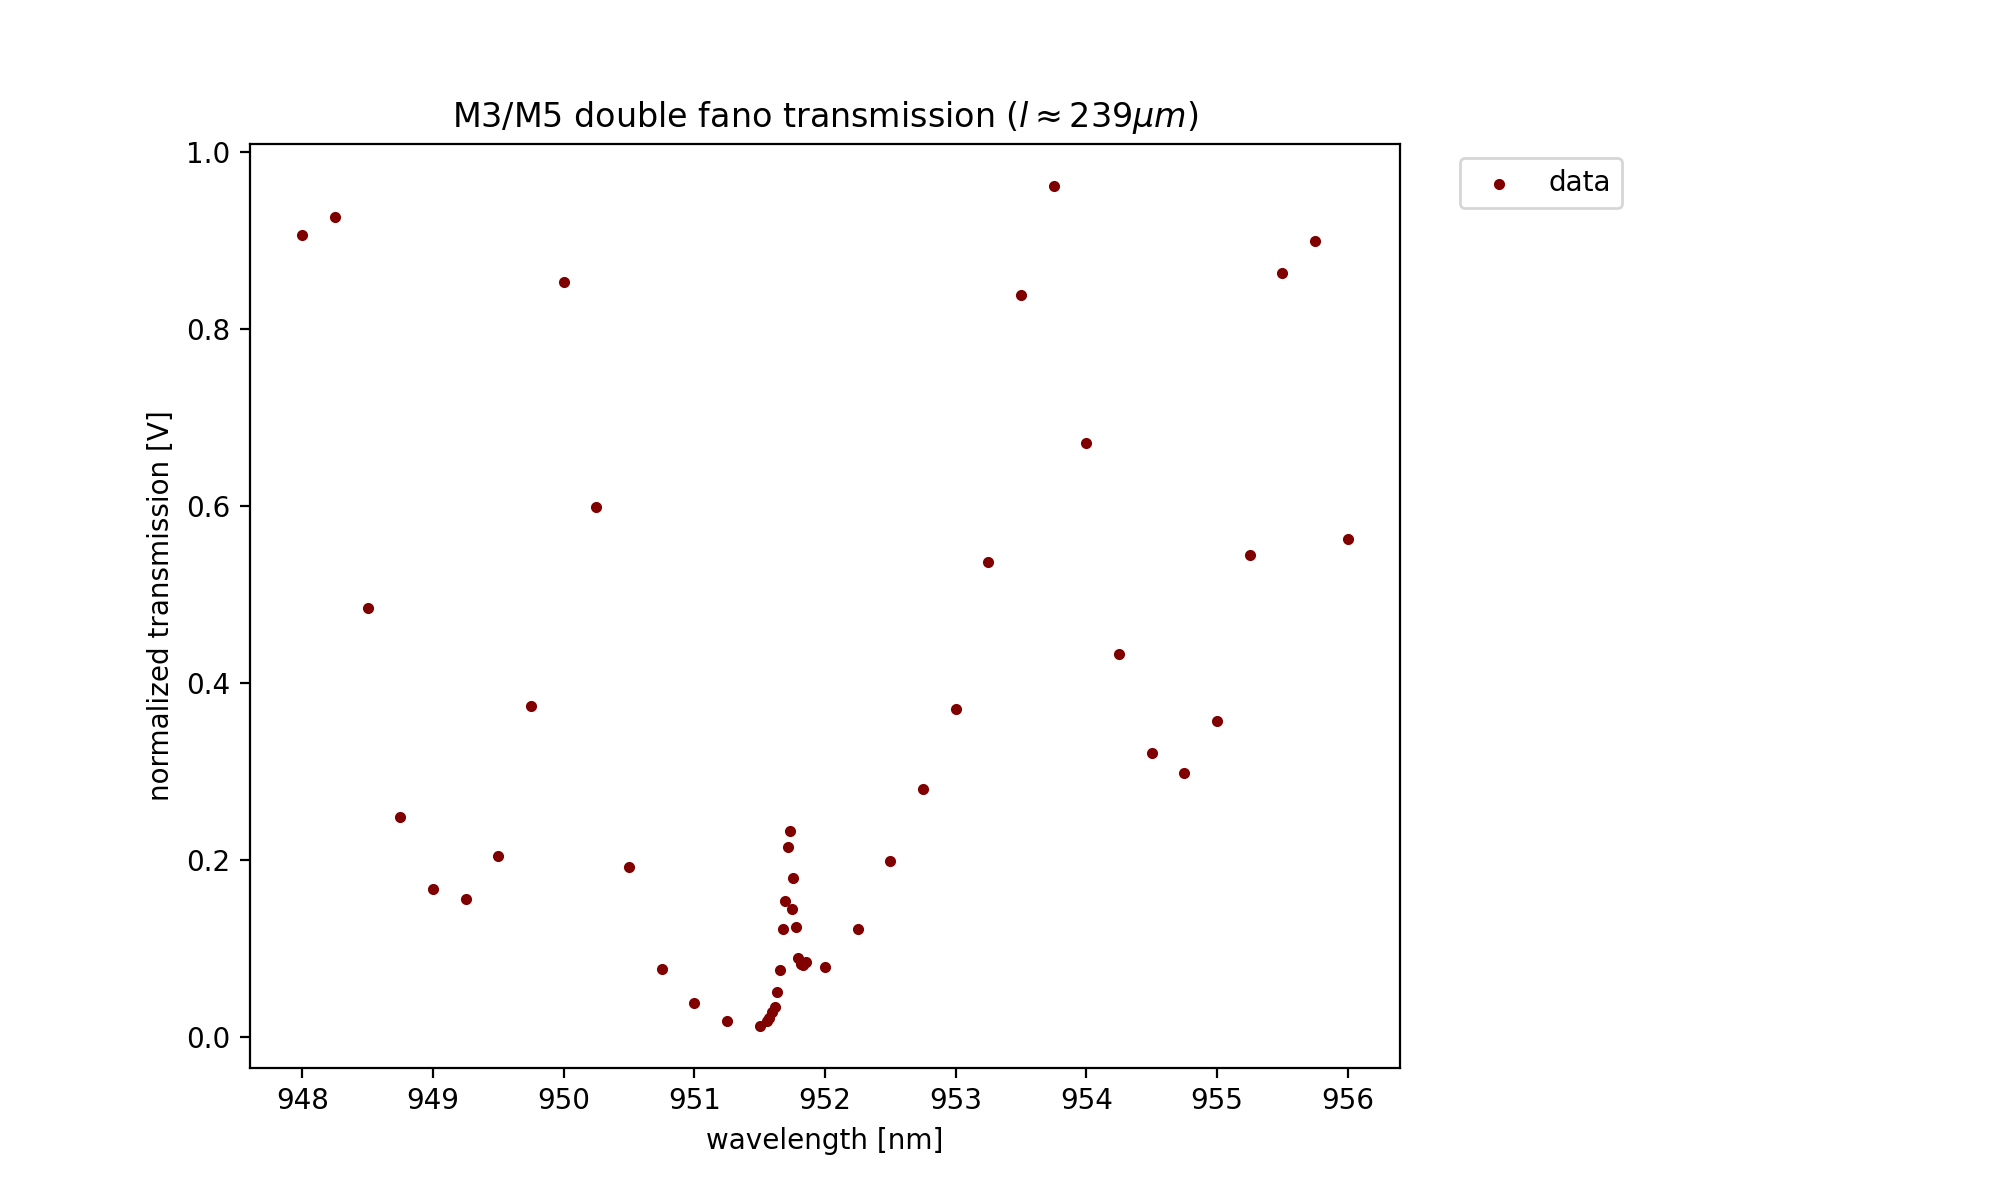 M3/M5 double fano transmission (l ≈ 239μm)
data
1.0
0.8
0.6
0.4
0.2
0.0
normalized transmission [V]
948 949 950 951 952 953 954 955 956
wavelength [nm]